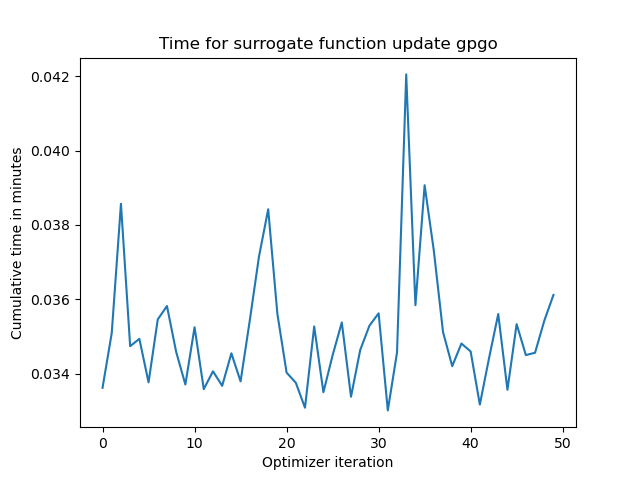 Time for surrogate function update gpgo
Cumulative time in minutes
0.042
0.040
0.038
0.036
0.034
0 10 20 30 40 50
Optimizer iteration